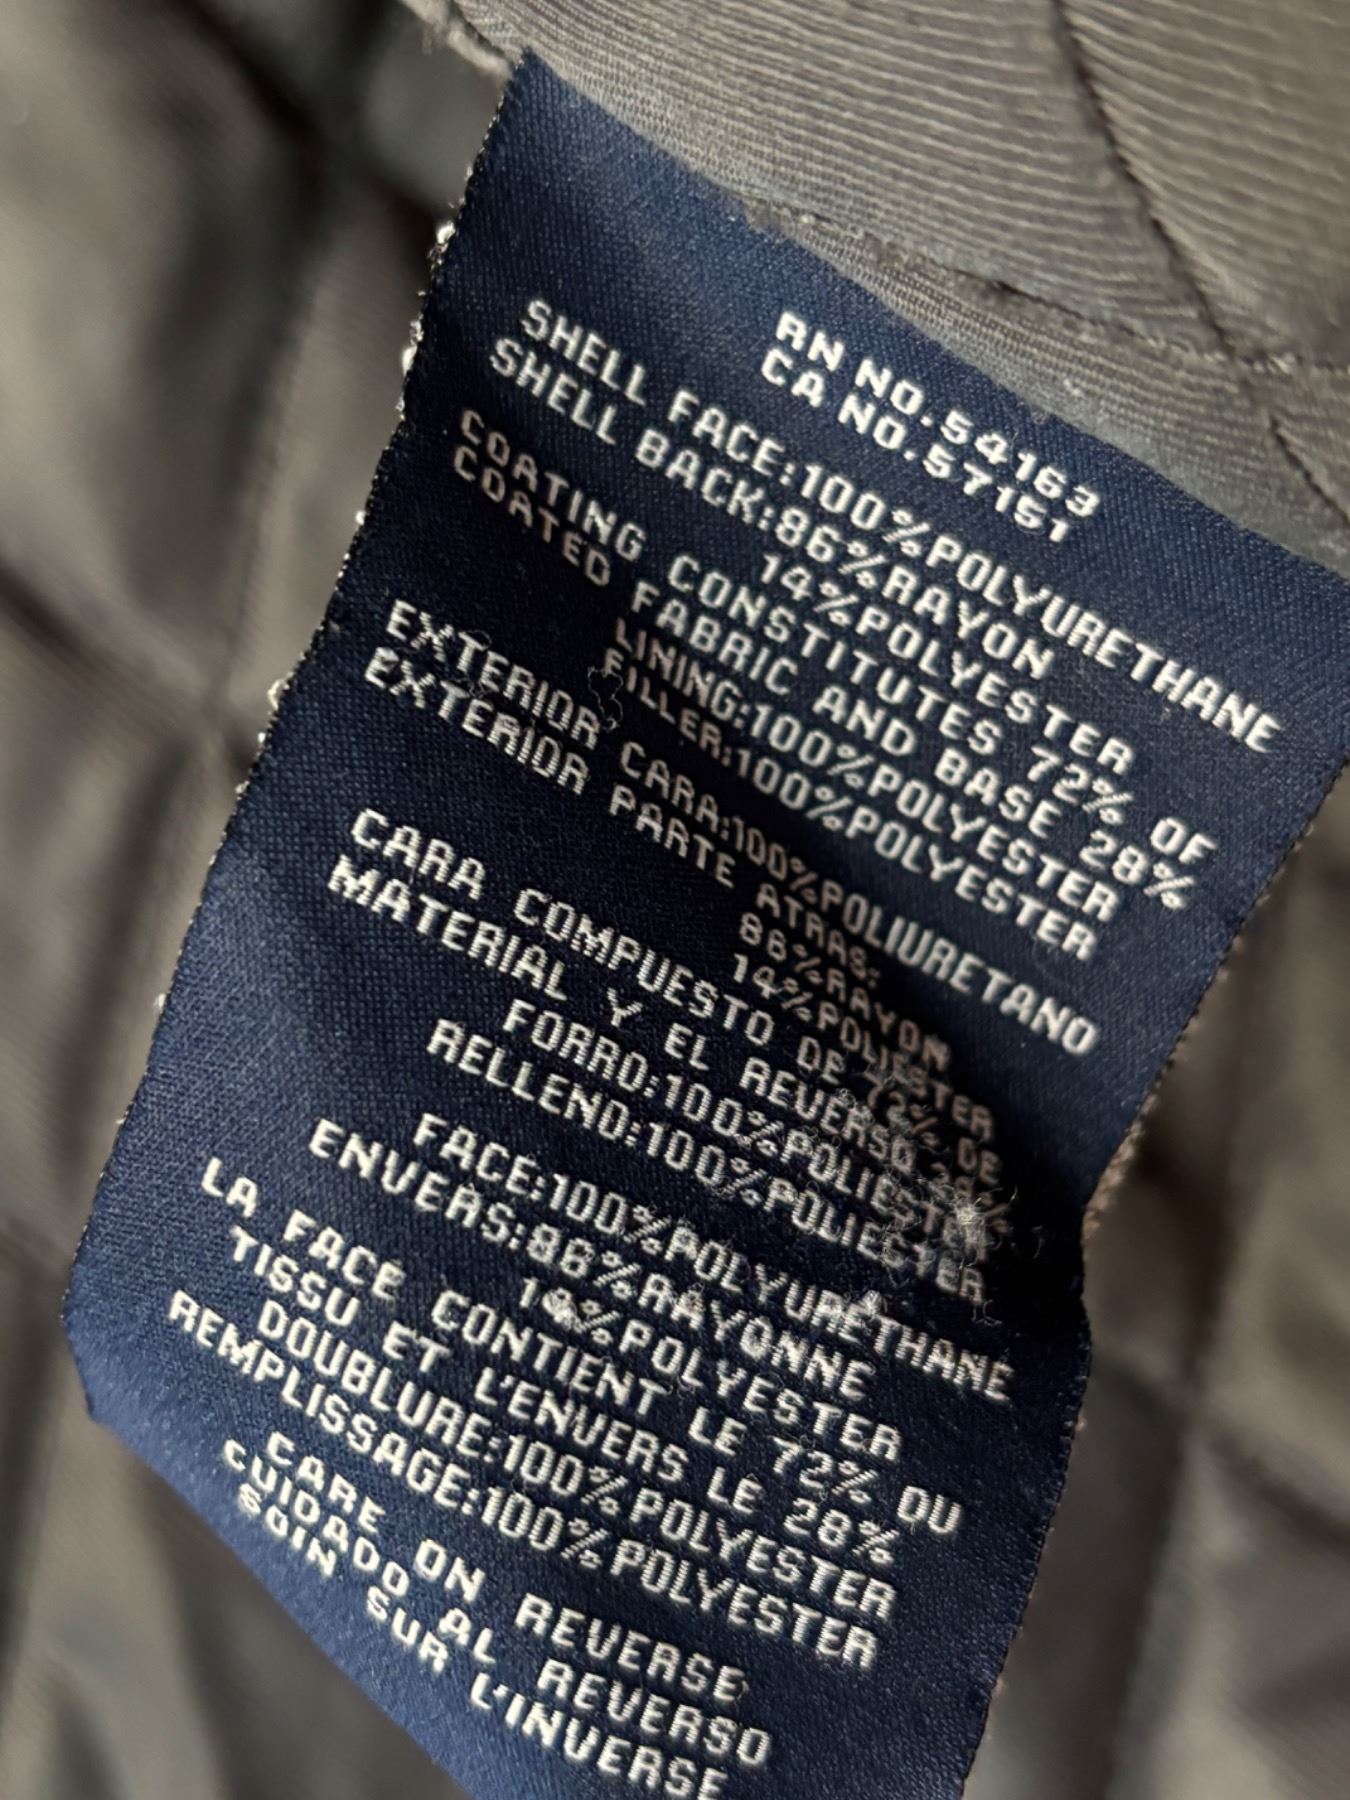 RN NO.54163
CA NO.57151
SHELL FACE:100%POLYURETHANE
SHELL BACK:86%RAYON
14%POLYESTER
COATING CONSTITUTES 72% OF
COATED FABRIC AND BASE 28%
LINING:100%POLYESTER
FILLER:100%POLYESTER
EXTERIOR CARA:100%POLIURETANO
EXTERIOR PARTE ATRAS:
86%RAYON
14%POLIESTER
CARA COMPUESTO DE 72% DE
MATERIAL Y EL REVERSO 28%
FORRO:100%POLIESTER
RELLENO:100%POLIESTER
FACE:100%POLYURETHANE
ENVERS:86%RAYONNE
14%POLYESTER
LA FACE CONTIENT LE 72% DU
TISSU ET L'ENVERS LE 28%
DOUBLURE:100%POLYESTER
REMPLISSAGE:100%POLYESTER
CARE ON REVERSE
CUIDADO AL REVERSO
SOIN SUR L'INVERSE